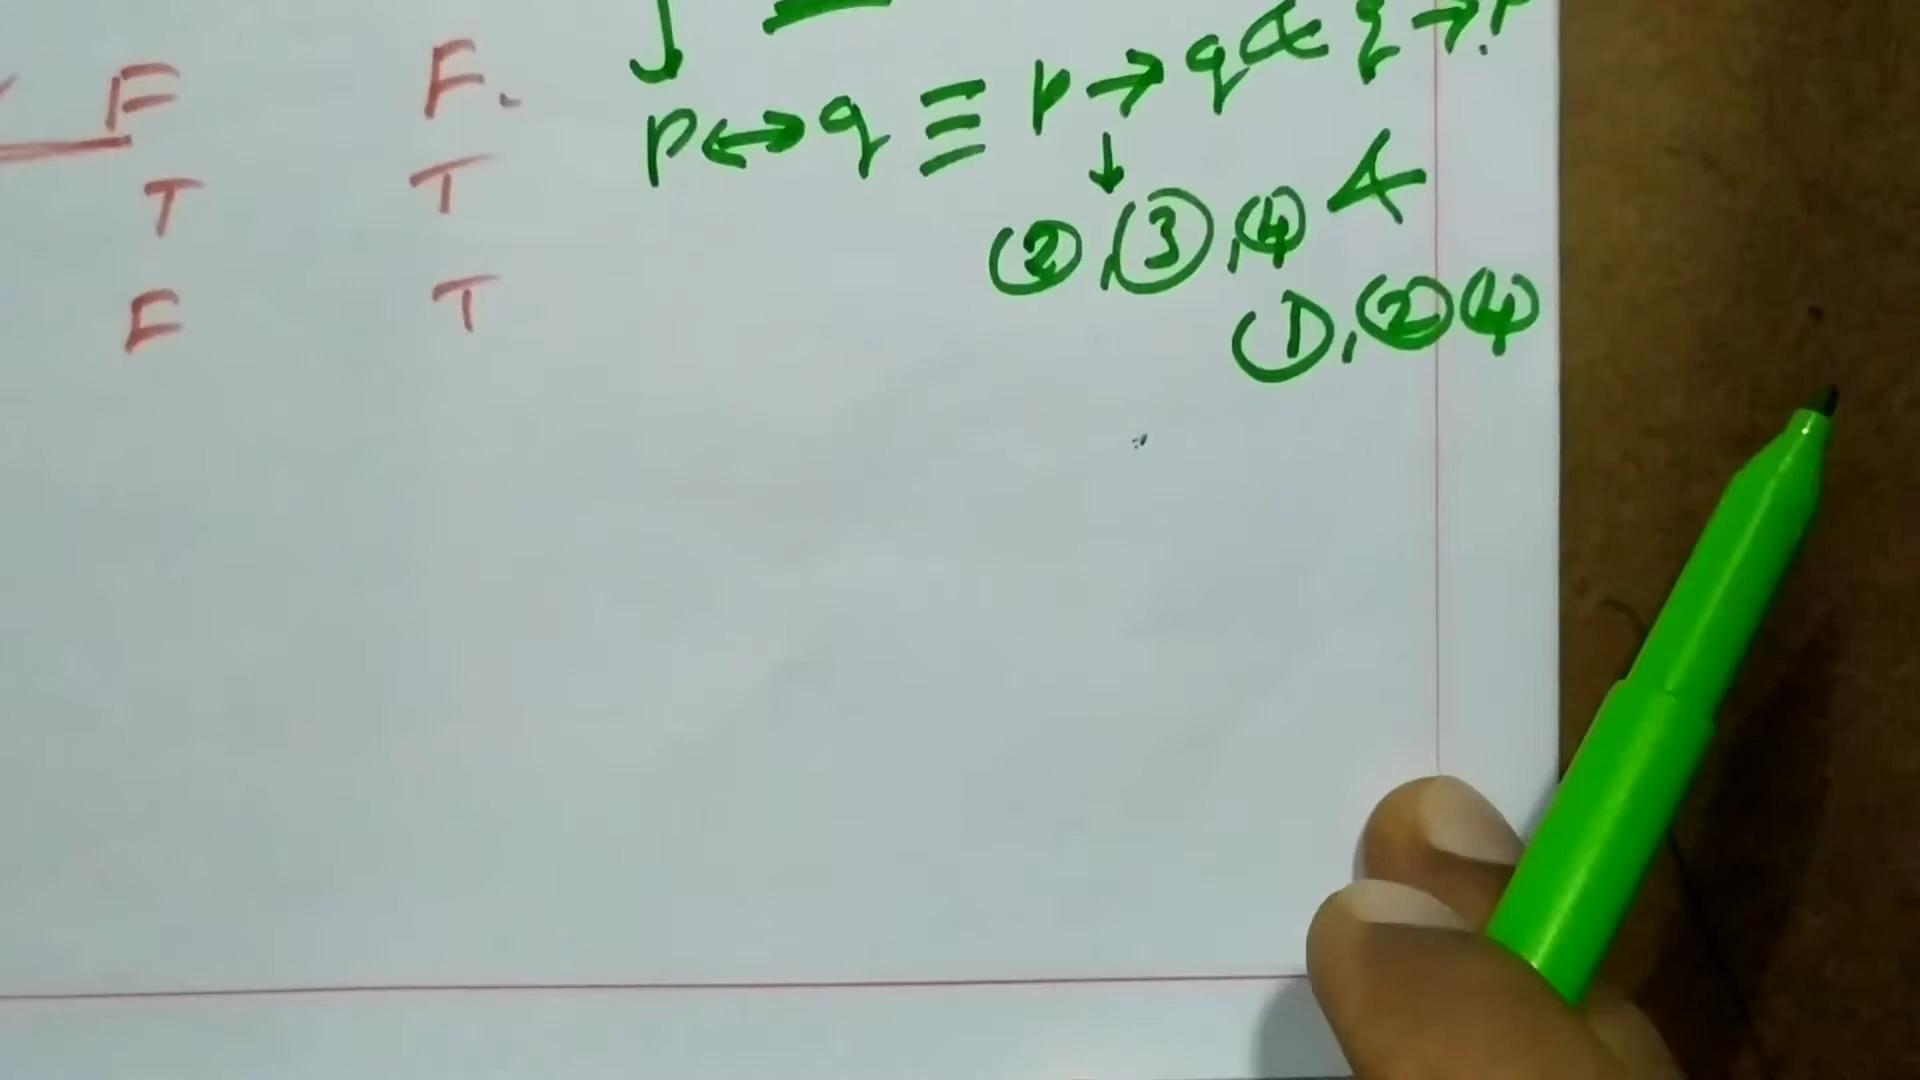 F F.
p ↔ q ≡ p → q & q → p
T T
②, ③, ④ &
F T
①, ② ④